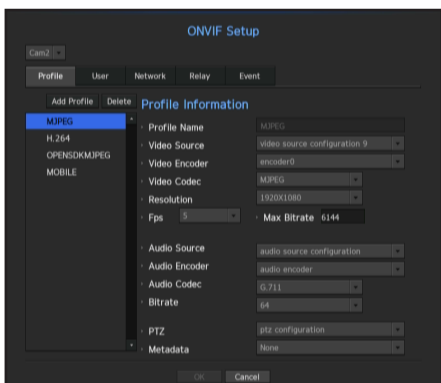 ONVIF Setup
Cam2
Profile User Network Relay Event
Add Profile Delete Profile Information
MJPEG
H.264
OPENSDKMJPEG
MOBILE
Profile Name MJPEG
Video Source video source configuration 9
Video Encoder encoder0
Video Codec MJPEG
Resolution 1920X1080
Fps 5 Max Bitrate 6144
Audio Source audio source configuration
Audio Encoder audio encoder
Audio Codec G.711
Bitrate 64
PTZ ptz configuration
Metadata None
OK Cancel